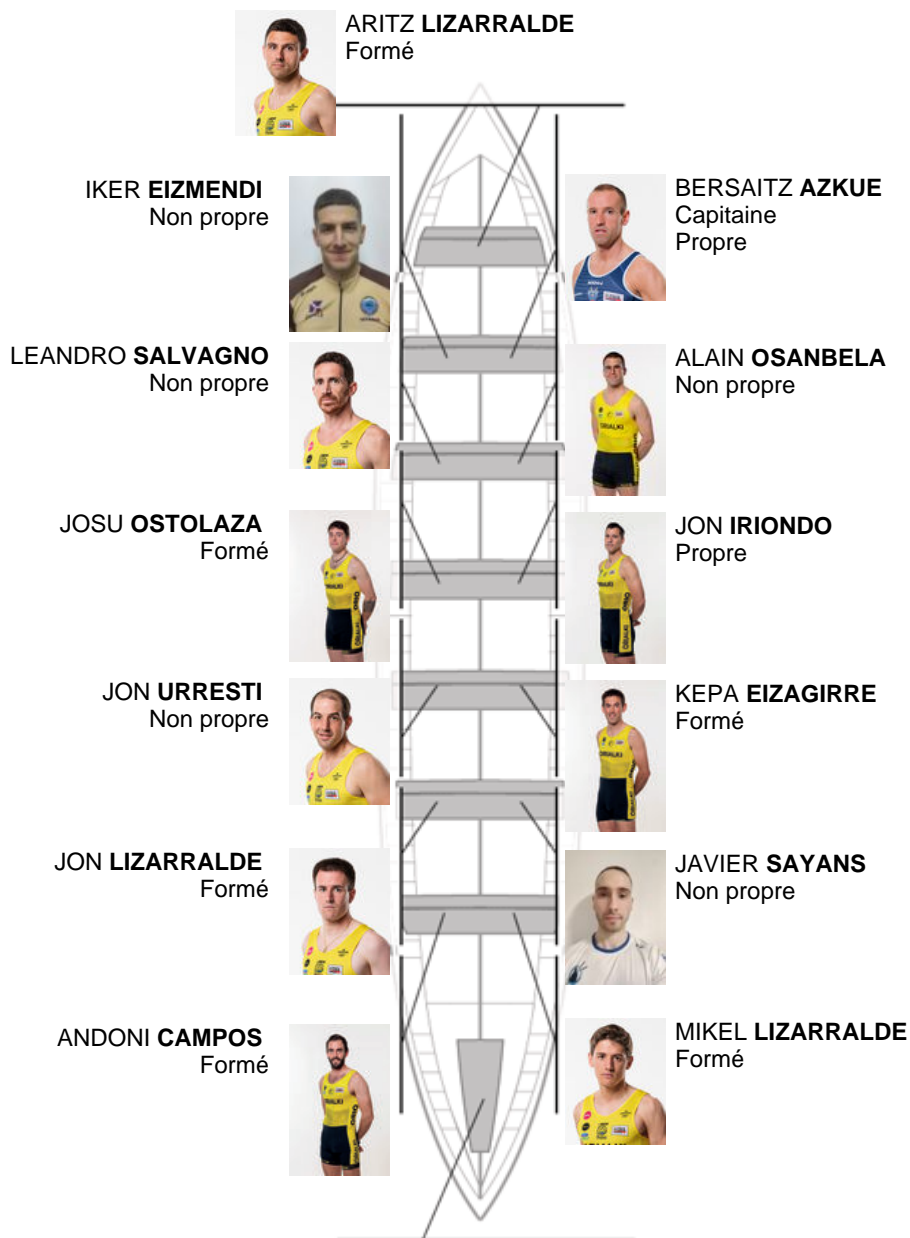 ARITZ LIZARRALDE
Formé
IKER EIZMENDI
Non propre
BERSAITZ AZKUE
Capitaine
Propre
LEANDRO SALVAGNO
Non propre
ALAIN OSANBELA
Non propre
JOSU OSTOLAZA
Formé
JON IRIONDO
Propre
JON URRESTI
Non propre
KEPA EIZAGIRRE
Formé
JON LIZARRALDE
Formé
JAVIER SAYANS
Non propre
ANDONI CAMPOS
Formé
MIKEL LIZARRALDE
Formé